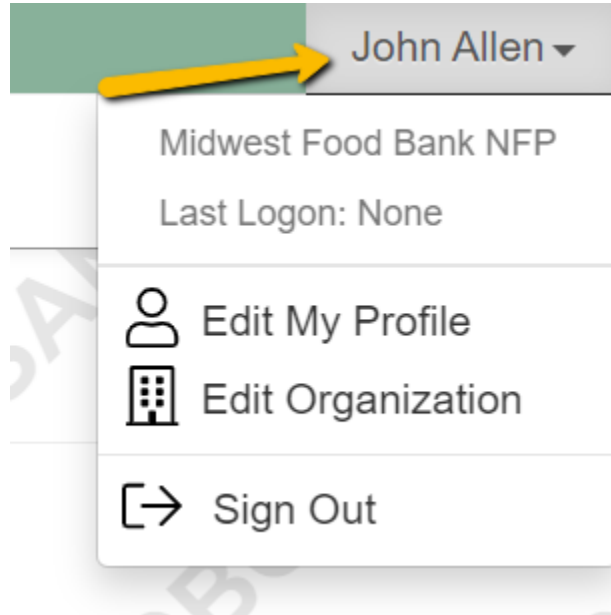 John Allen
Midwest Food Bank NFP
Last Logon: None
Edit My Profile
Edit Organization
Sign Out